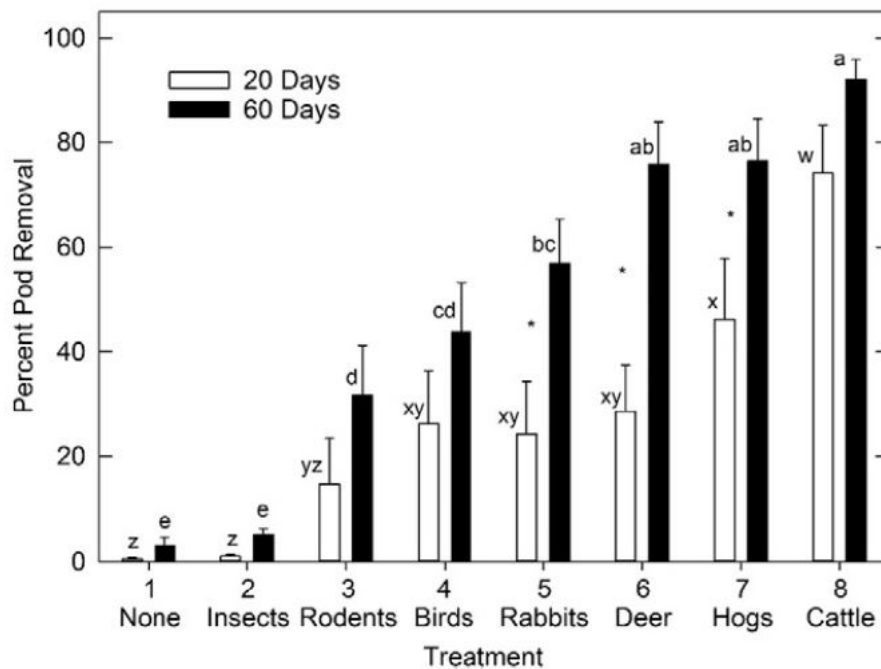 Percent Pod Removal
100
80
60
40
20
0
20 Days
60 Days
z e z e yz d xy cd xy * bc xy * ab x * ab w a
1 2 3 4 5 6 7 8
None Insects Rodents Birds Rabbits Deer Hogs Cattle
Treatment